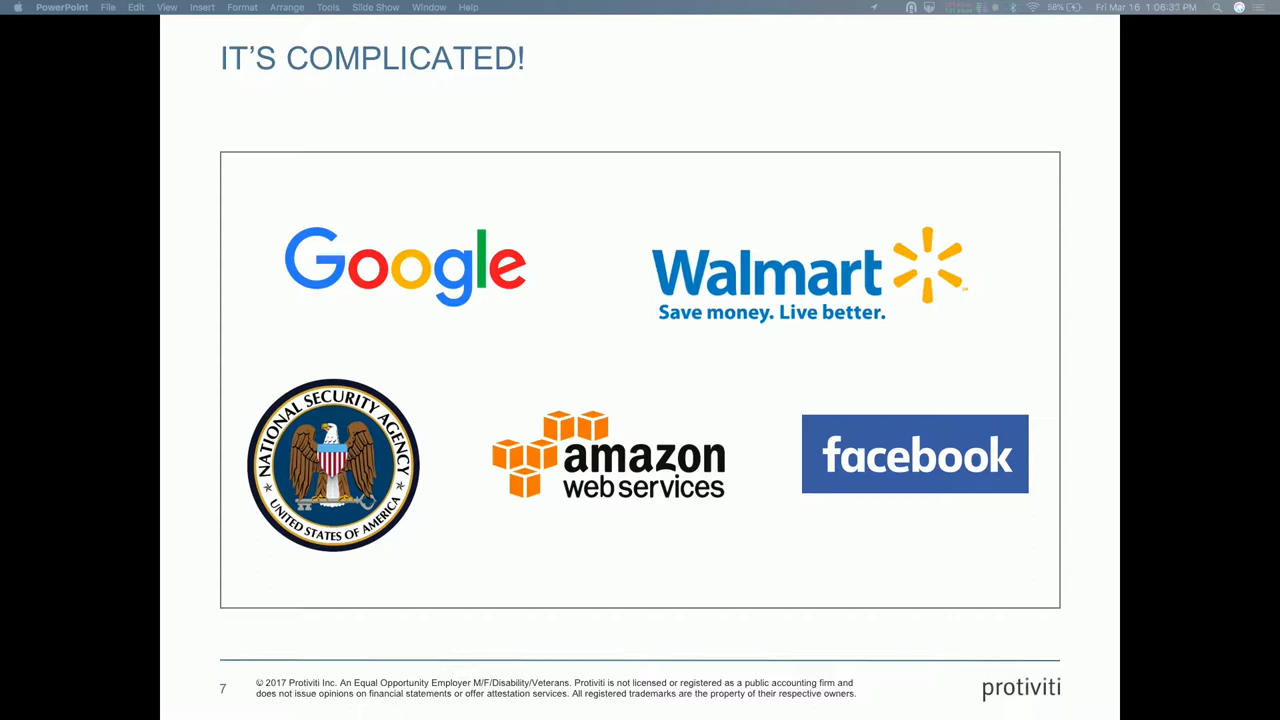 PowerPoint File Edit View Insert Format Arrange Tools Slide Show Window Help 58% Fri Mar 16
IT'S COMPLICATED!
Google
Walmart
Save money. Live better.
NATIONAL SECURITY AGENCY
UNITED STATES OF AMERICA
amazon
web services
facebook
7
© 2017 Protiviti Inc. An Equal Opportunity Employer M/F/Disability/Veterans. Protiviti is not licensed or registered as a public accounting firm and
does not issue opinions on financial statements or offer attestation services. All registered trademarks are the property of their respective owners.
protiviti